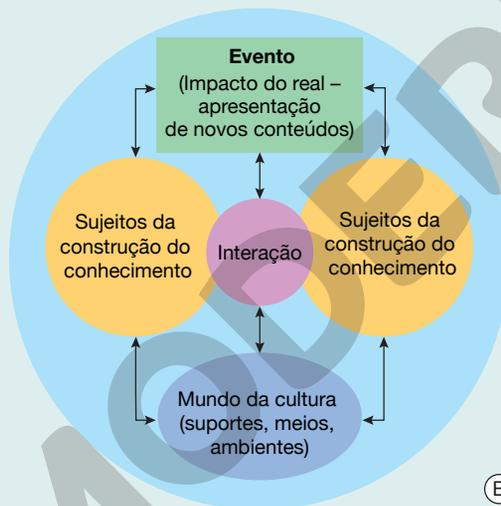 Evento
(Impacto do real –
apresentação
de novos conteúdos)
Sujeitos da
construção do
conhecimento
Interação
Sujeitos da
construção do
conhecimento
Mundo da cultura
(suportes, meios,
ambientes)